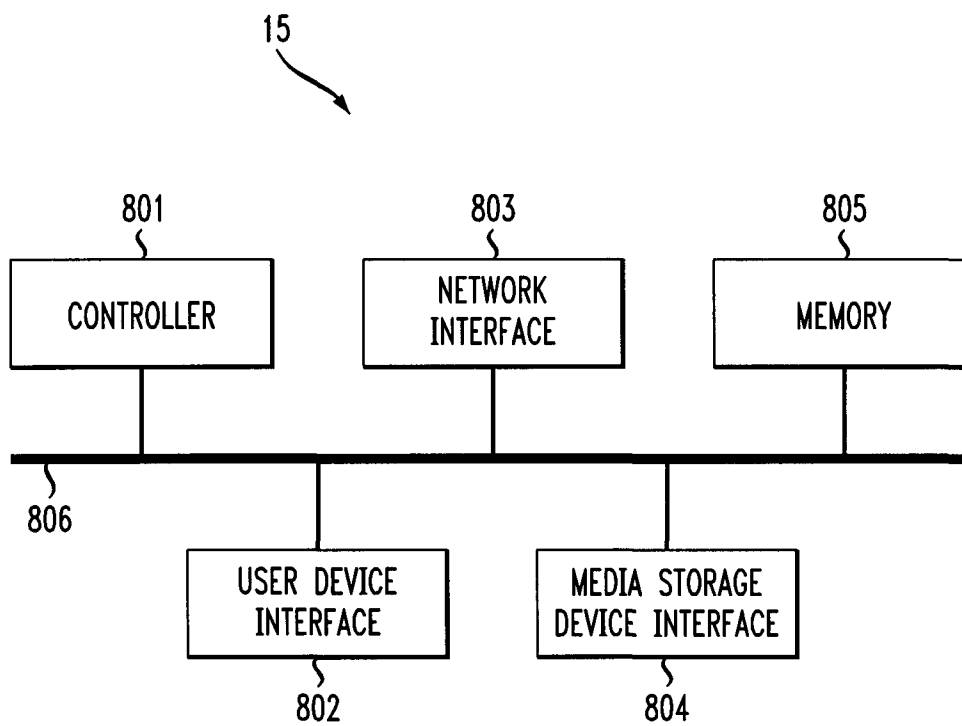 15
801
803
805
CONTROLLER
NETWORK
INTERFACE
MEMORY
806
USER DEVICE
INTERFACE
MEDIA STORAGE
DEVICE INTERFACE
802
804